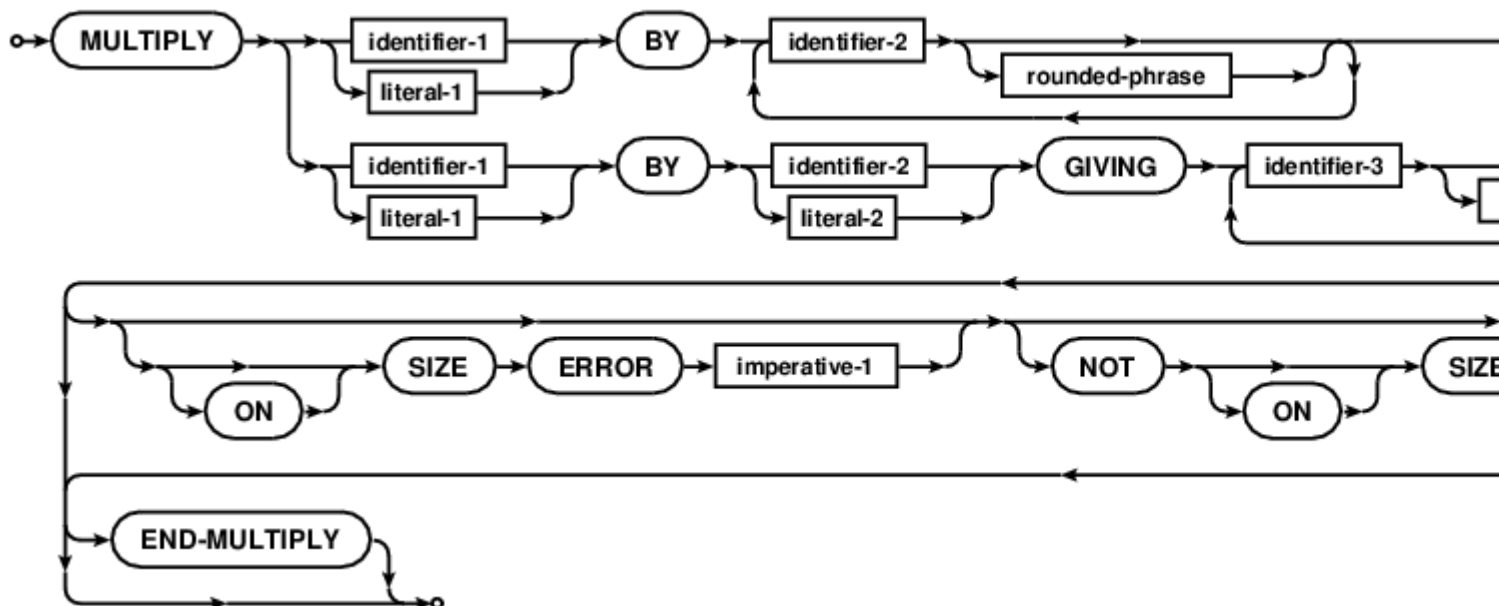 MULTIPLY identifier-1 BY identifier-2
literal-1 rounded-phrase
identifier-1 BY identifier-2 GIVING identifier-3
literal-1 literal-2
SIZE ERROR imperative-1 NOT SIZE
ON ON
END-MULTIPLY